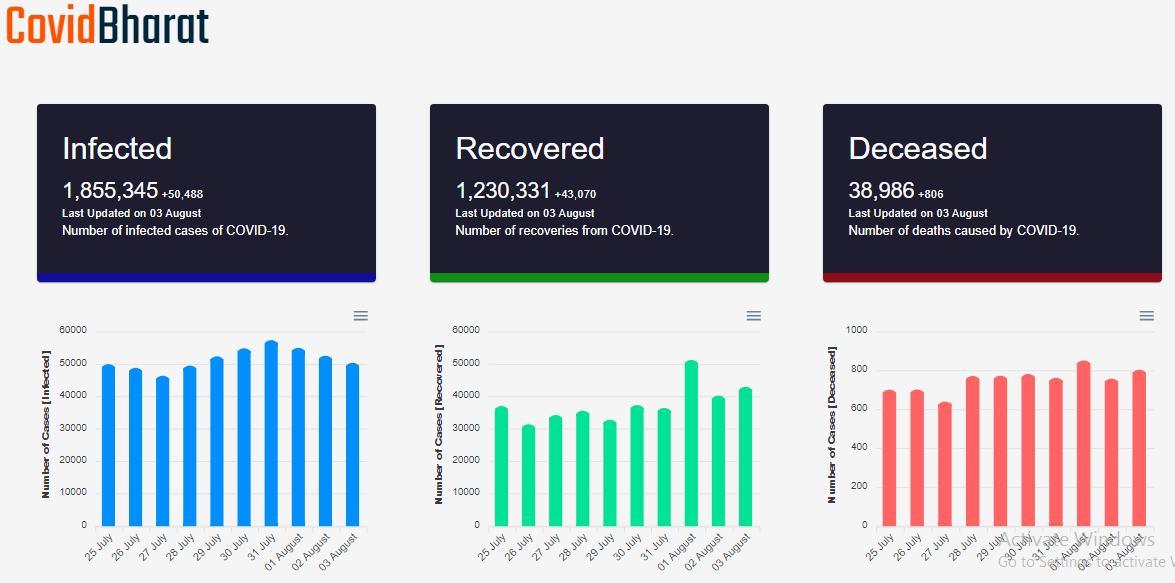 CovidBharat
Infected
1,855,345 +50,488
Last Updated on 03 August
Number of infected cases of COVID-19.
Recovered
1,230,331 +43,070
Last Updated on 03 August
Number of recoveries from COVID-19.
Deceased
38,986 +806
Last Updated on 03 August
Number of deaths caused by COVID-19.
Number of Cases [Infected]
60000
50000
40000
30000
20000
10000
0
25 July
26 July
27 July
28 July
29 July
30 July
31 July
01 August
02 August
03 August
Number of Cases [Recovered]
60000
50000
40000
30000
20000
10000
0
25 July
26 July
27 July
28 July
29 July
30 July
31 July
01 August
02 August
03 August
Number of Cases [Deceased]
1000
800
600
400
200
0
25 July
26 July
27 July
28 July
29 July
30 July
31 July
01 August
02 August
03 August
Activate Windows
Go to Settings to activate W